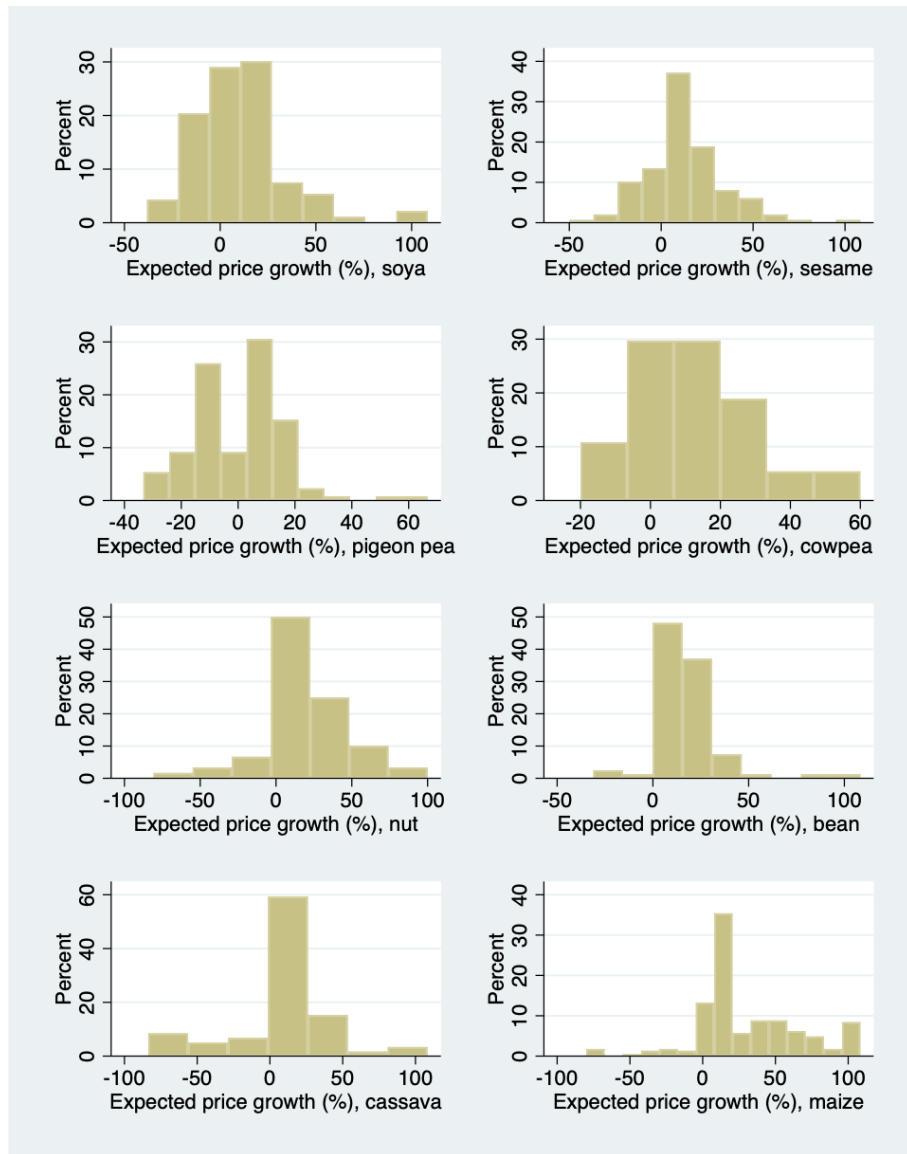 Percent
0 10 20 30
-50 0 50 100
Expected price growth (%), soya
Percent
0 10 20 30 40
-50 0 50 100
Expected price growth (%), sesame
Percent
0 10 20 30
-40 -20 0 20 40 60
Expected price growth (%), pigeon pea
Percent
0 10 20 30
-20 0 20 40 60
Expected price growth (%), cowpea
Percent
0 10 20 30 40 50
-100 -50 0 50 100
Expected price growth (%), nut
Percent
0 10 20 30 40 50
-50 0 50 100
Expected price growth (%), bean
Percent
0 20 40 60
-100 -50 0 50 100
Expected price growth (%), cassava
Percent
0 10 20 30 40
-100 -50 0 50 100
Expected price growth (%), maize